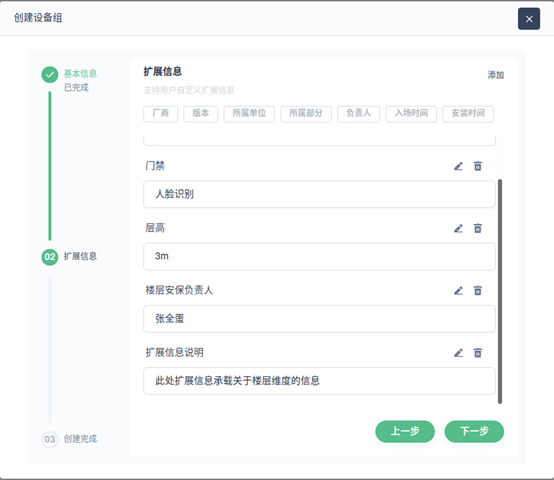 创建设备组
基本信息
已完成
02 扩展信息
03 创建完成
扩展信息
添加
支持用户自定义扩展信息
厂商 版本 所属单位 所属部分 负责人 入场时间 安装时间
门禁
人脸识别
层高
3m
楼层安保负责人
张全蛋
扩展信息说明
此处扩展信息承载关于楼层维度的信息
上一步 下一步